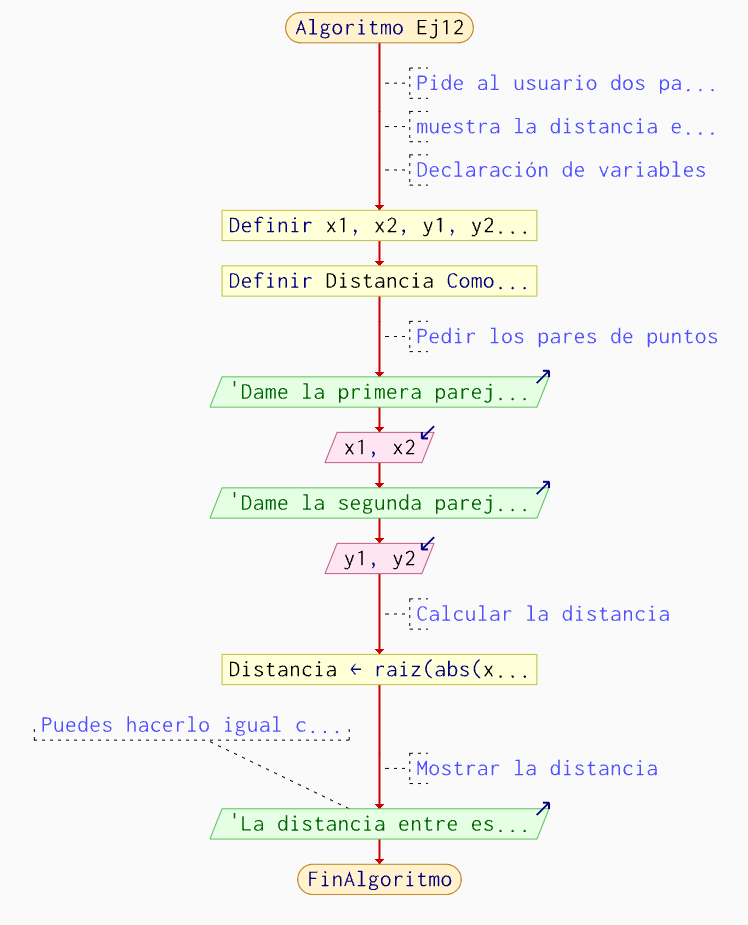 Algoritmo Ej12
Pide al usuario dos pa...
muestra la distancia e...
Declaración de variables
Definir x1, x2, y1, y2...
Definir Distancia Como...
Pedir los pares de puntos
'Dame la primera parej...
x1, x2
'Dame la segunda parej...
y1, y2
Calcular la distancia
Distancia ← raiz(abs(x...
Puedes hacerlo igual c...
Mostrar la distancia
'La distancia entre es...
FinAlgoritmo